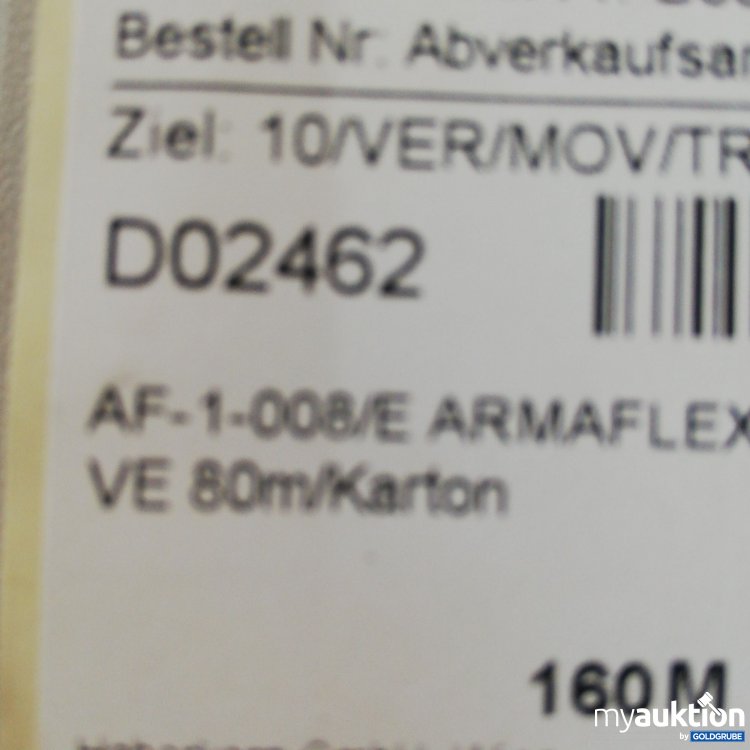 Bestell Nr: Abverkaufsa
Ziel: 10/VER/MOV/TR
D02462
AF-1-008/E ARMAFLEX
VE 80m/Karton
160M
myauktion
by GOLDGRUBE